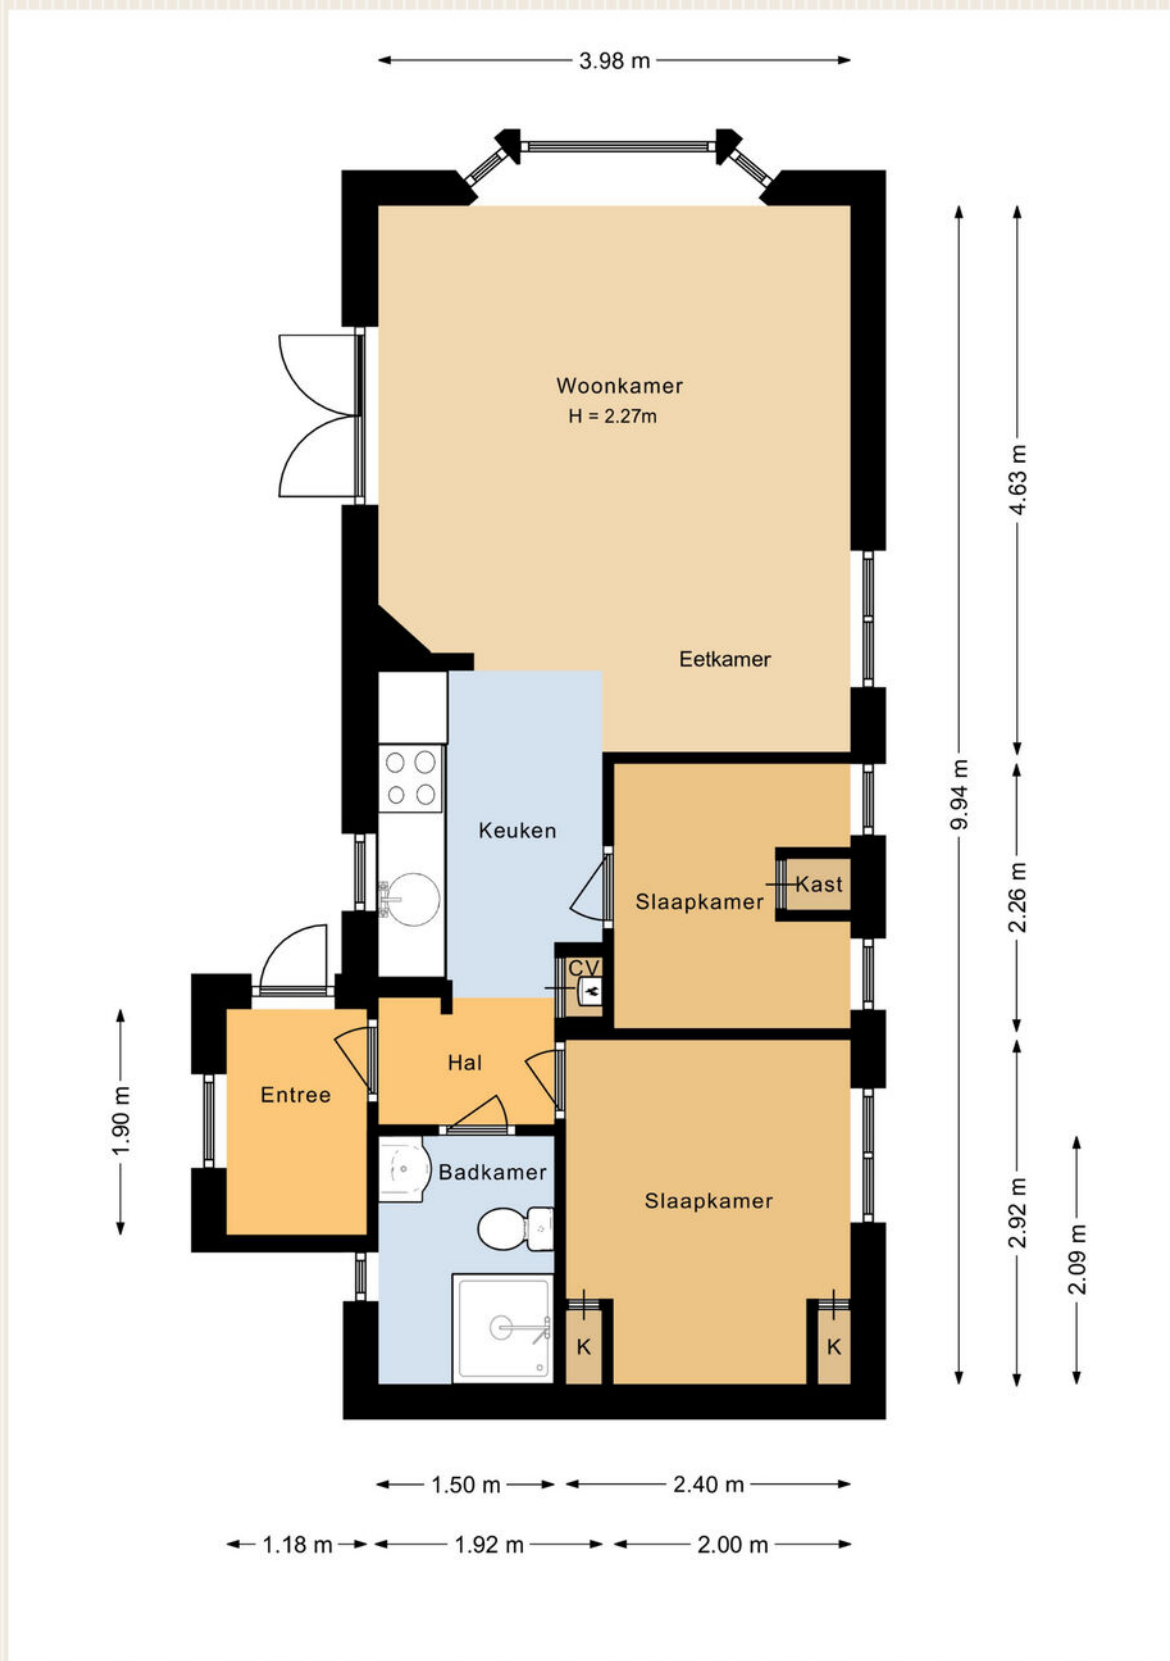 3.98 m
Woonkamer
H = 2.27m
4.63 m
Eetkamer
9.94 m
Keuken
Slaapkamer
Kast
2.26 m
CV
Hal
Entree
1.90 m
Badkamer
Slaapkamer
2.92 m
2.09 m
K
K
1.50 m
2.40 m
1.18 m
1.92 m
2.00 m